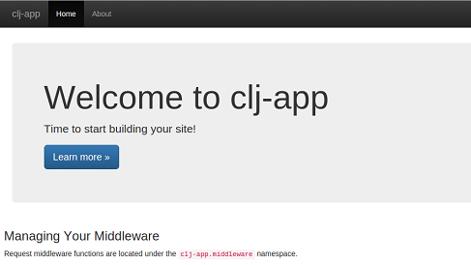 clj-app Home About
Welcome to clj-app
Time to start building your site!
Learn more »
Managing Your Middleware
Request middleware functions are located under the clj-app.middleware namespace.